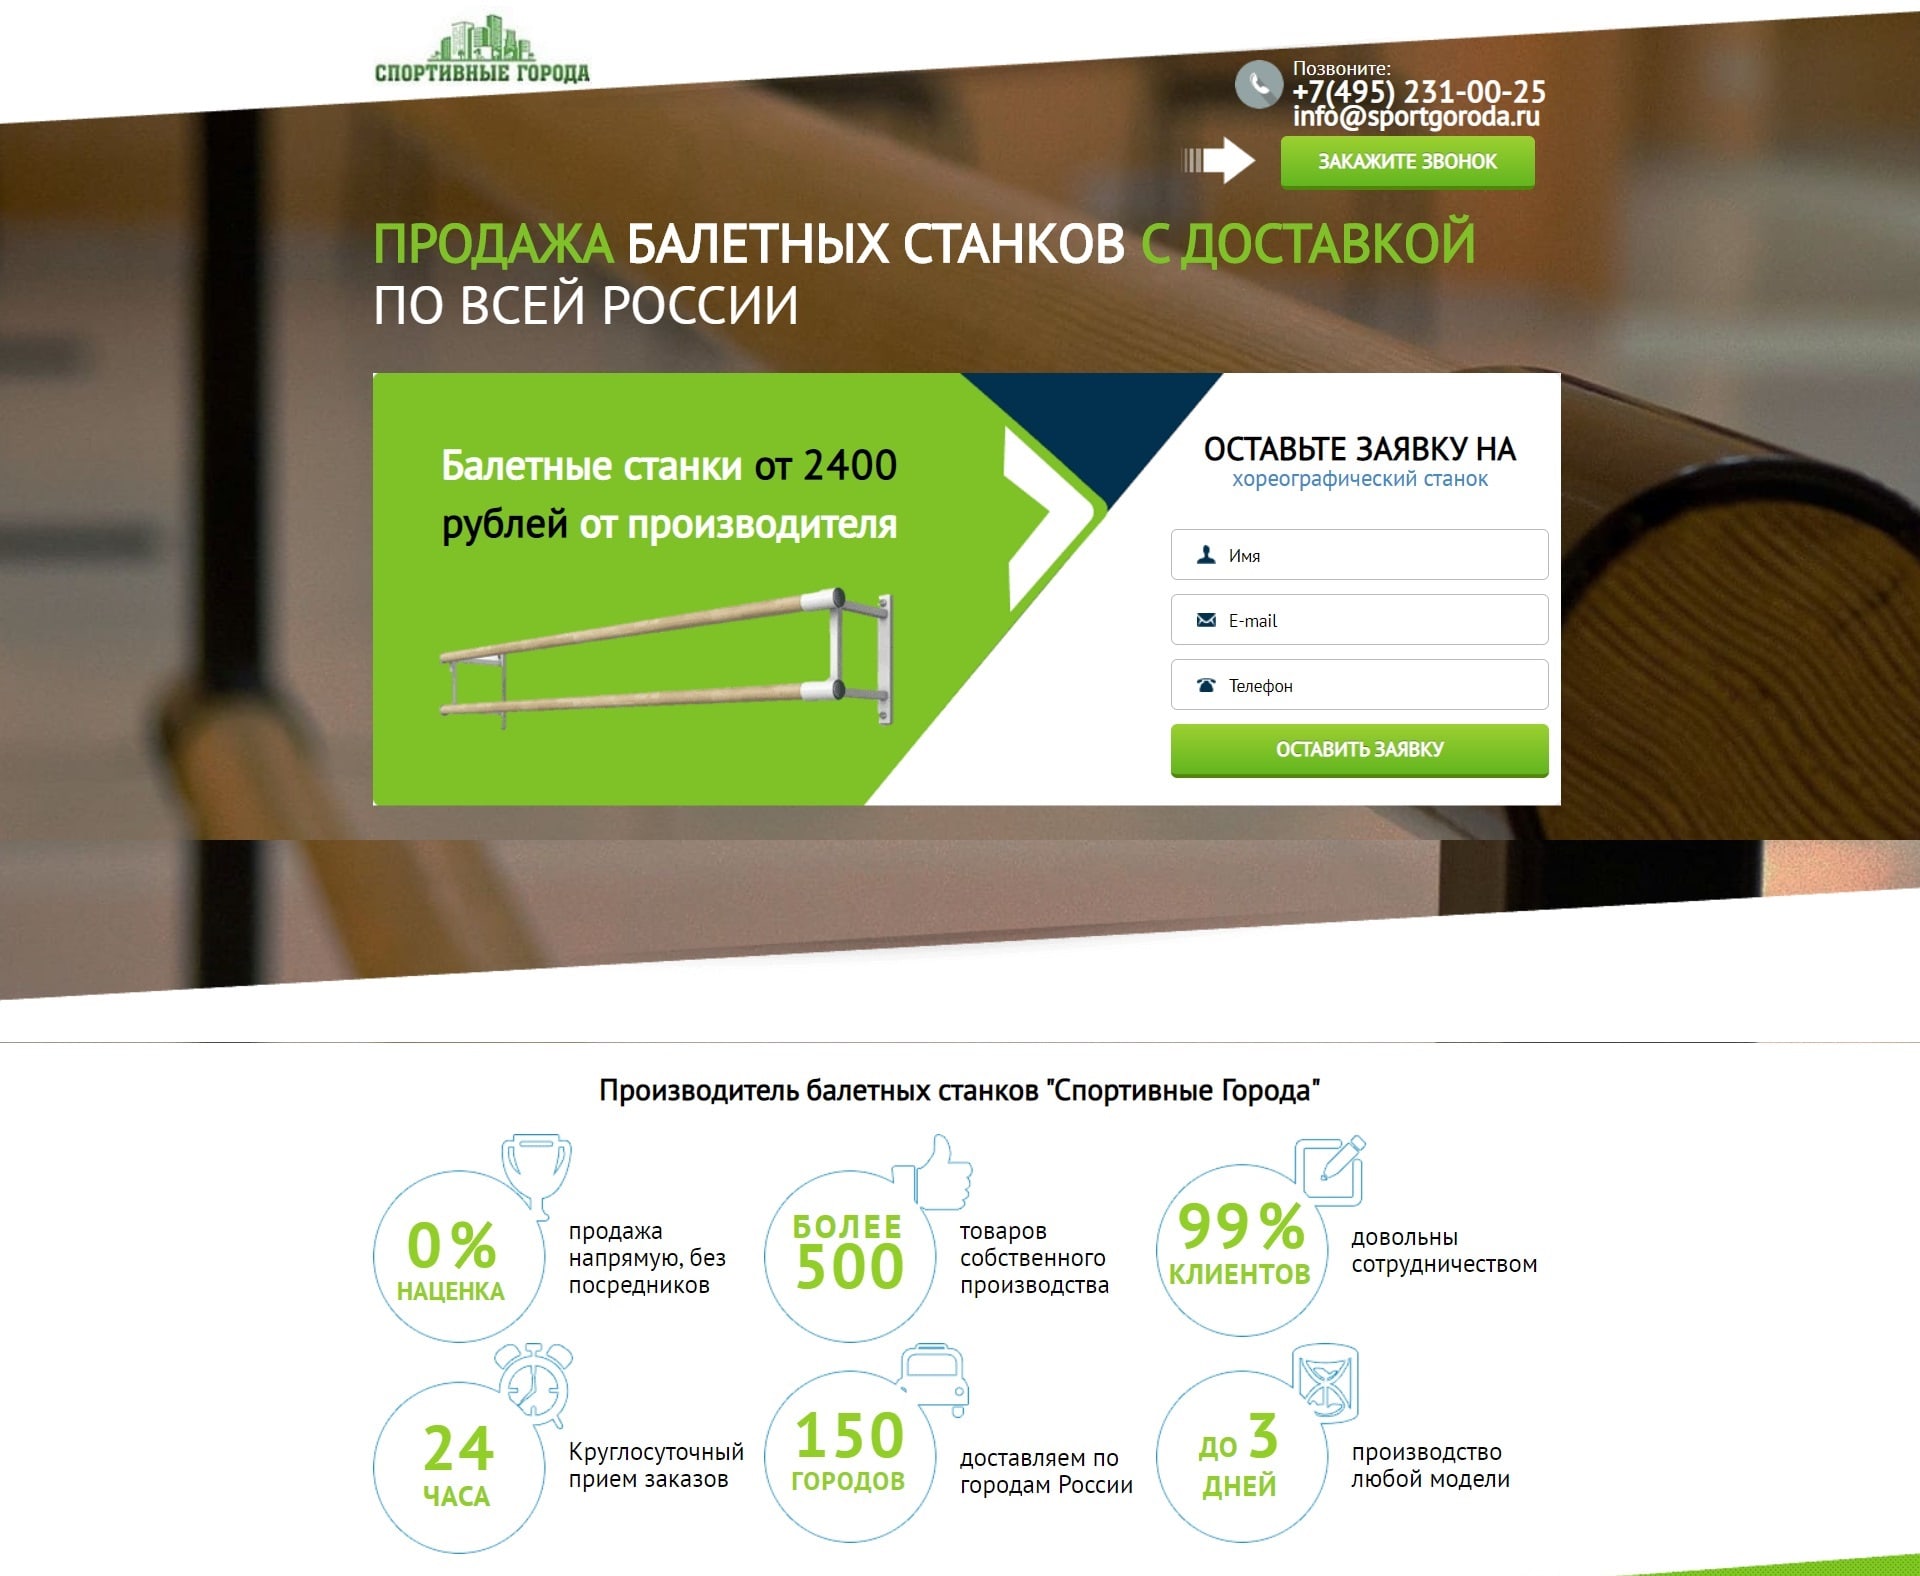 СПОРТИВНЫЕ ГОРОДА
Позвоните:
+7(495) 231-00-25
info@sportgoroda.ru
ЗАКАЖИТЕ ЗВОНОК
ПРОДАЖА БАЛЕТНЫХ СТАНКОВ С ДОСТАВКОЙ
ПО ВСЕЙ РОССИИ
Балетные станки от 2400
рублей от производителя
ОСТАВЬТЕ ЗАЯВКУ НА
хореографический станок
Имя
E-mail
Телефон
ОСТАВИТЬ ЗАЯВКУ
Производитель балетных станков "Спортивные Города"
0%
НАЦЕНКА
продажа
напрямую, без
посредников
БОЛЕЕ
500
товаров
собственного
производства
99%
КЛИЕНТОВ
довольны
сотрудничеством
24
ЧАСА
Круглосуточный
прием заказов
150
ГОРОДОВ
доставляем по
городам России
ДО 3
ДНЕЙ
производство
любой модели